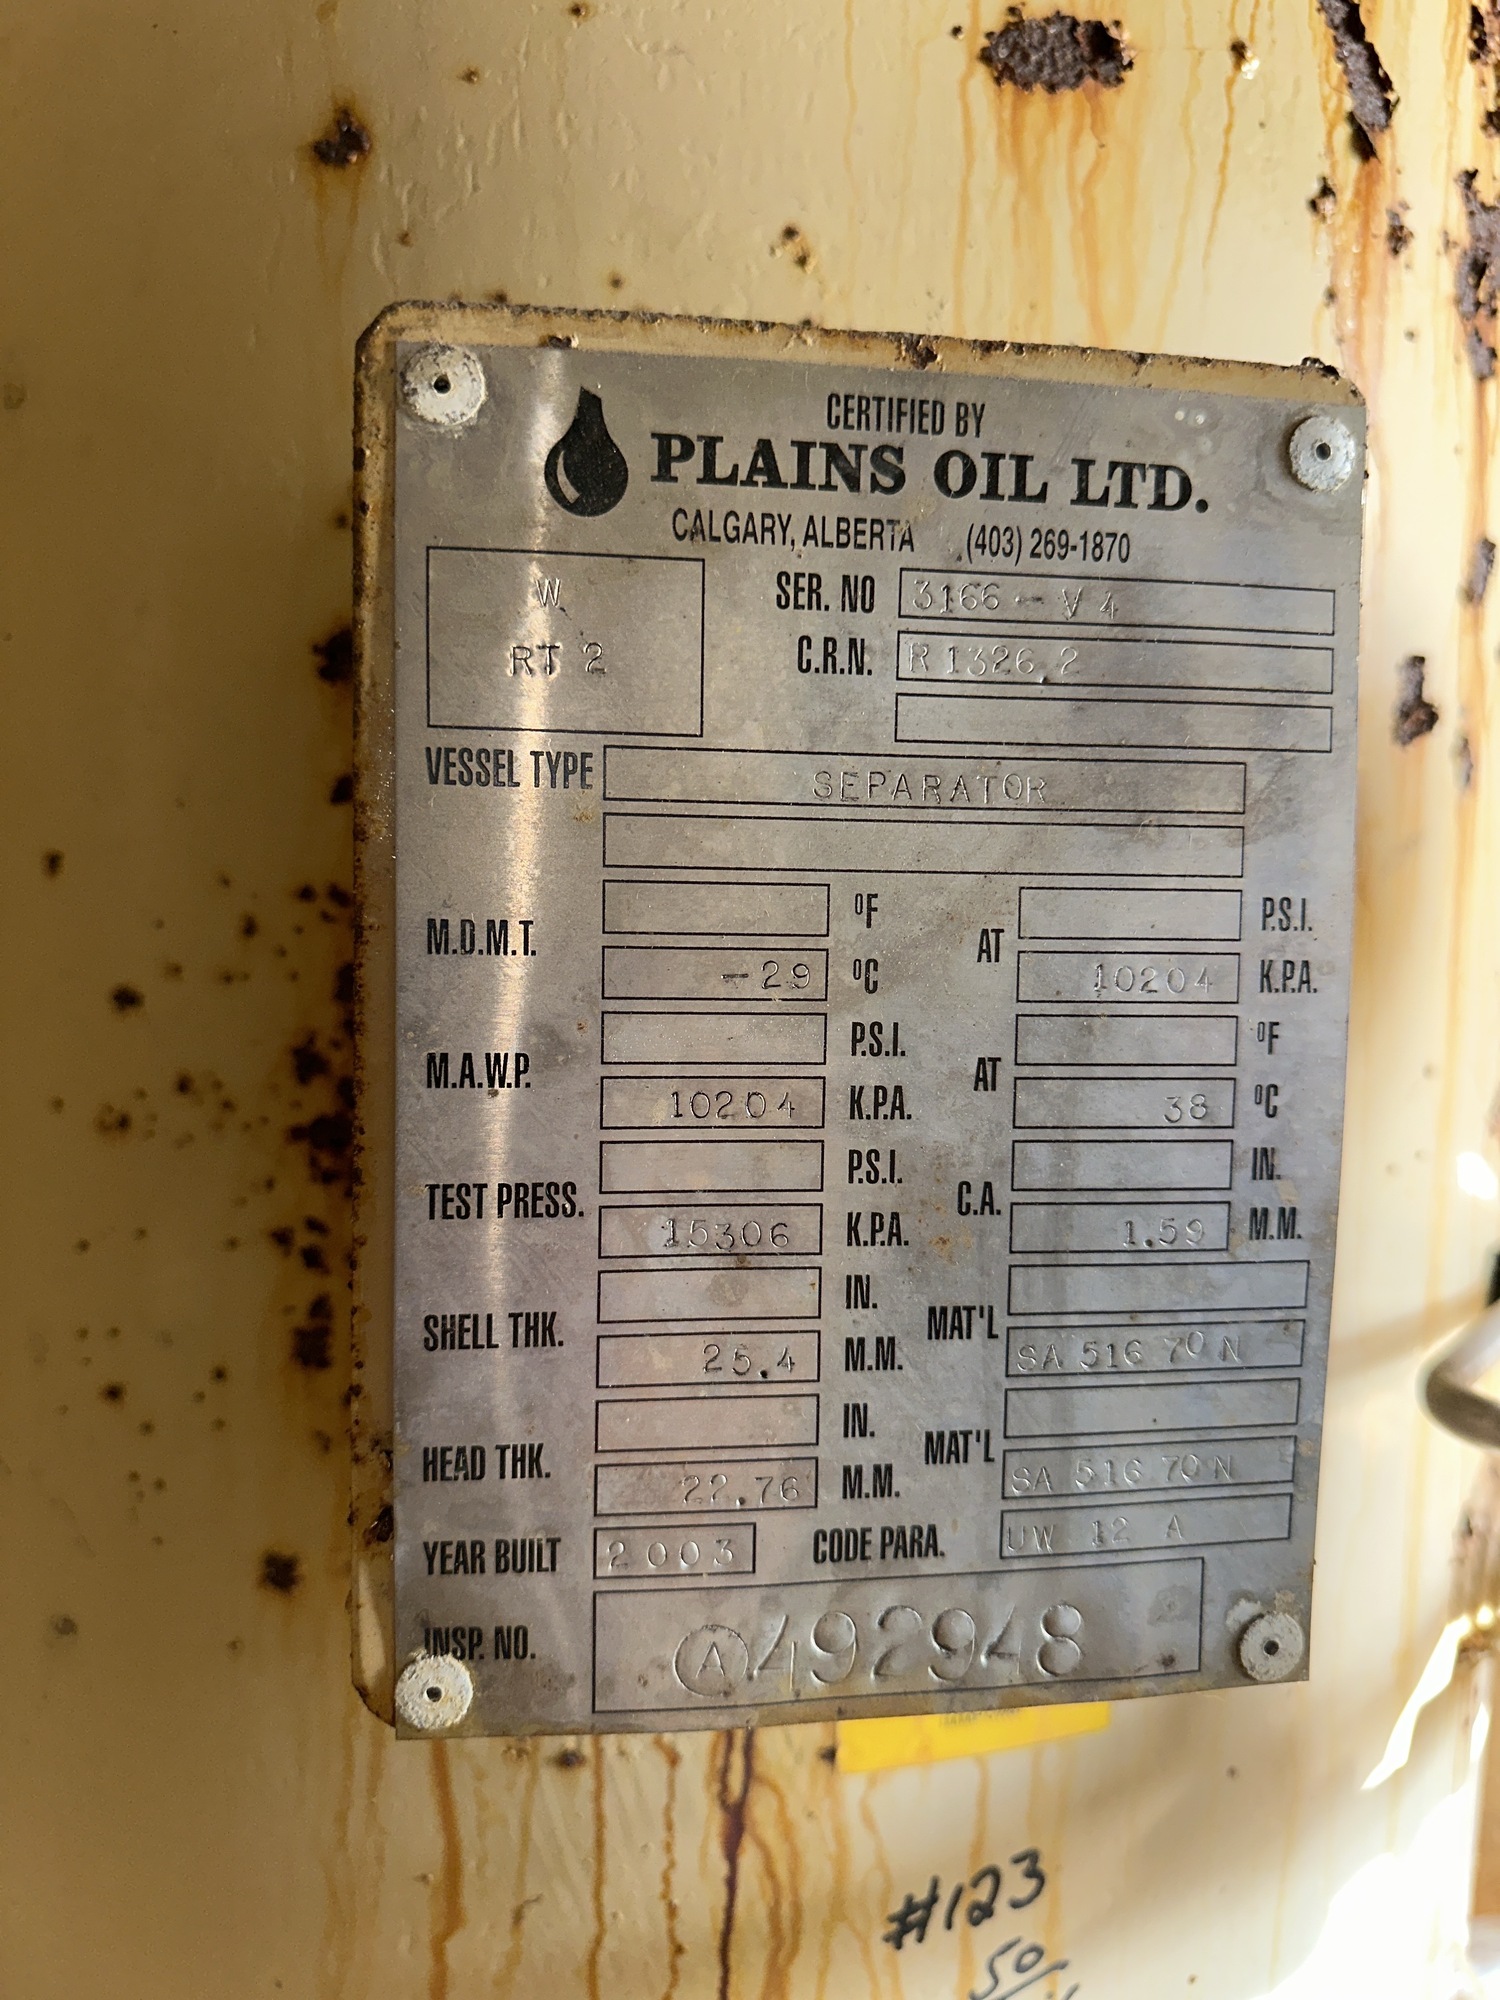 CERTIFIED BY
PLAINS OIL LTD.
CALGARY, ALBERTA (403) 269-1870
W
RT 2
SER. NO 3166-V4
C.R.N. R1326.2
VESSEL TYPE SEPARATOR
M.D.M.T. °F AT P.S.I.
-29 °C 10204 K.P.A.
M.A.W.P. P.S.I. AT °F
10204 K.P.A. 38 °C
TEST PRESS. P.S.I. C.A. IN.
15306 K.P.A. 1.59 M.M.
SHELL THK. IN. MAT'L
25.4 M.M. SA 516 70 N
HEAD THK. IN. MAT'L
22.76 M.M. SA 516 70 N
YEAR BUILT 2003 CODE PARA. UW 12 A
INSP. NO. A 492948
#123
50/